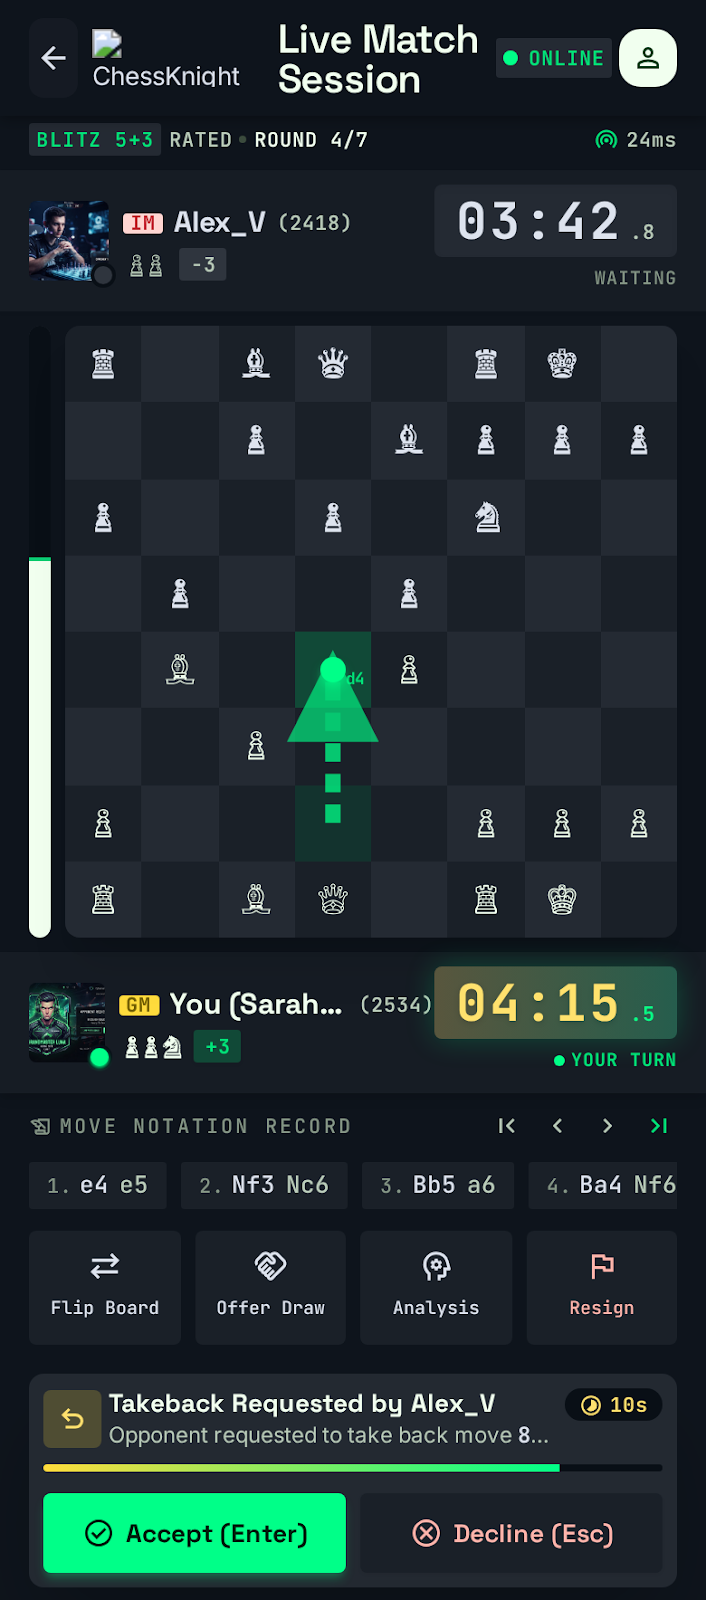 ChessKnight
Live Match
Session
ONLINE
BLITZ 5+3 RATED • ROUND 4/7
24ms
IM Alex_V (2418)
-3
03:42.8
WAITING
d4
GM You (Sarah... (2534)
+3
04:15.5
YOUR TURN
MOVE NOTATION RECORD
1. e4 e5
2. Nf3 Nc6
3. Bb5 a6
4. Ba4 Nf6
Flip Board
Offer Draw
Analysis
Resign
Takeback Requested by Alex_V
10s
Opponent requested to take back move 8...
Accept (Enter)
Decline (Esc)